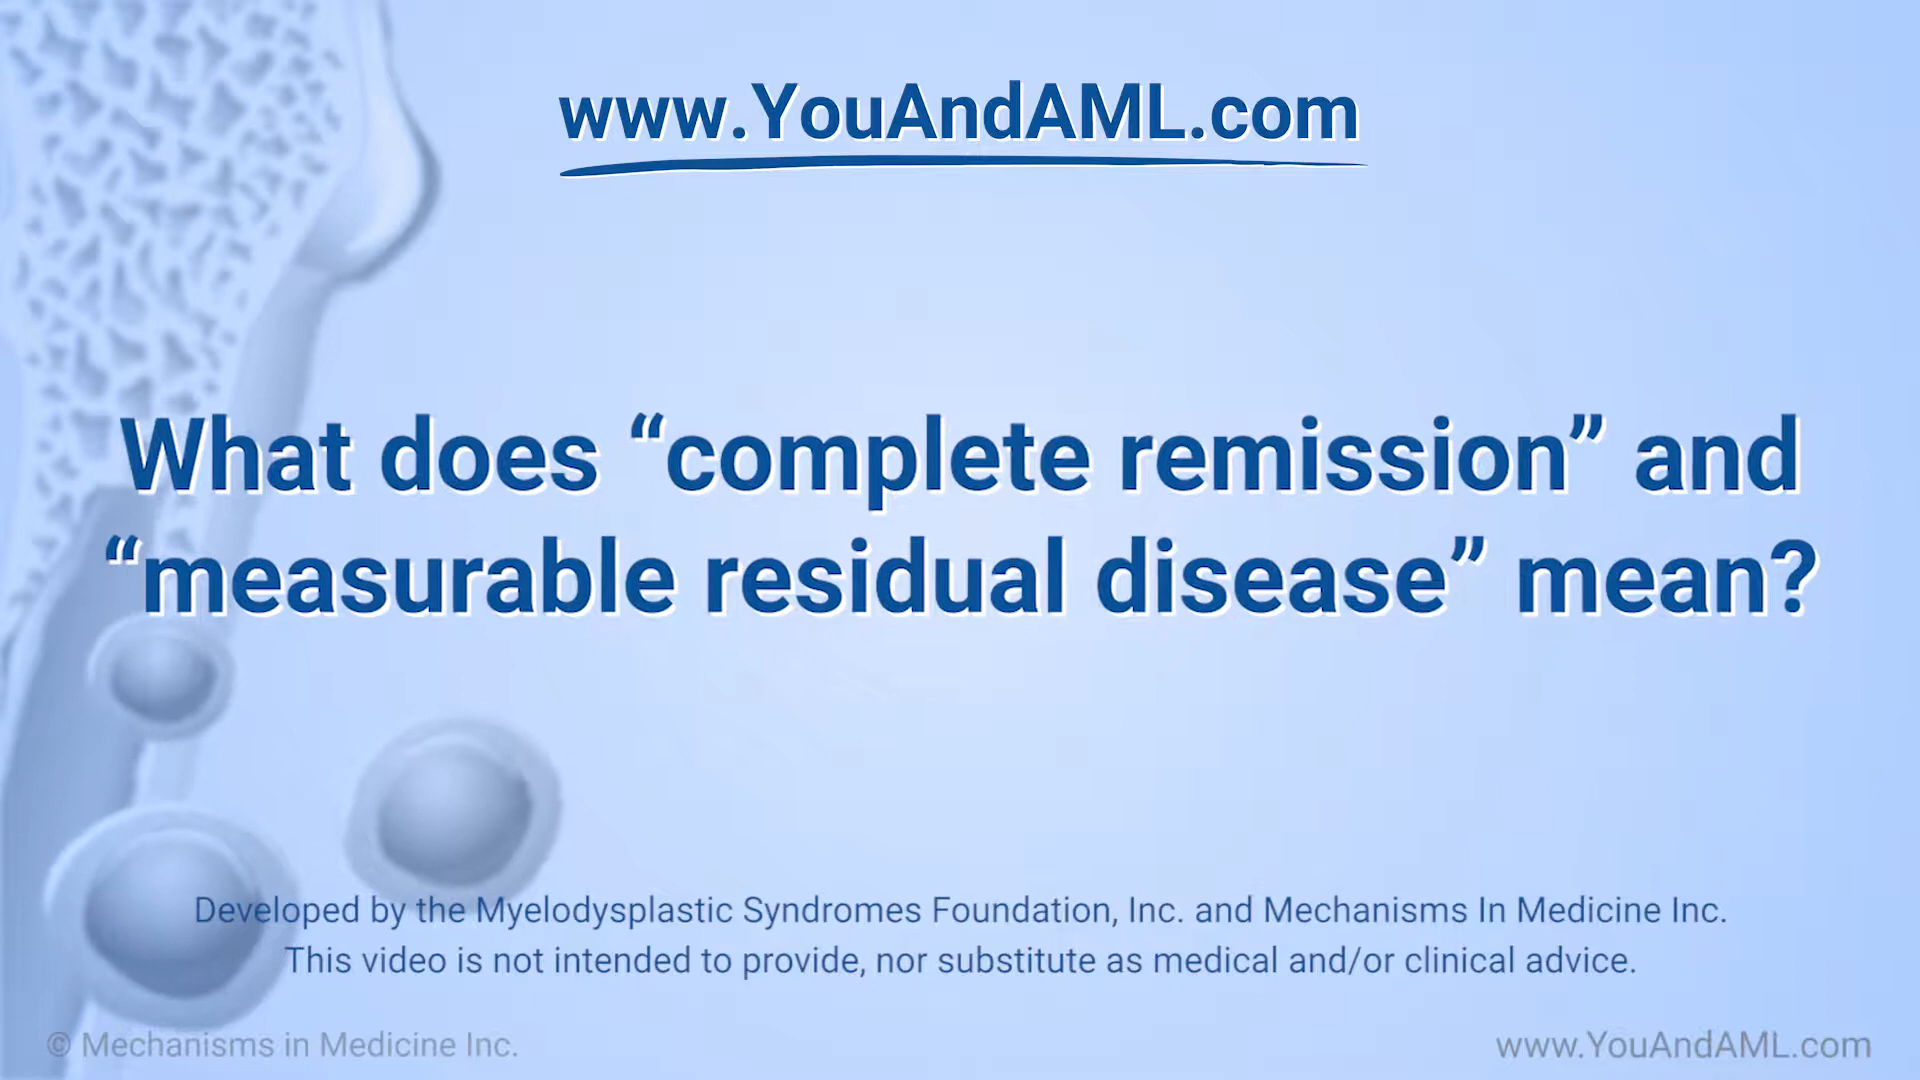 www.YouAndAML.com
What does “complete remission” and
“measurable residual disease” mean?
Developed by the Myelodysplastic Syndromes Foundation, Inc. and Mechanisms In Medicine Inc.
This video is not intended to provide, nor substitute as medical and/or clinical advice.
© Mechanisms in Medicine Inc.
www.YouAndAML.com